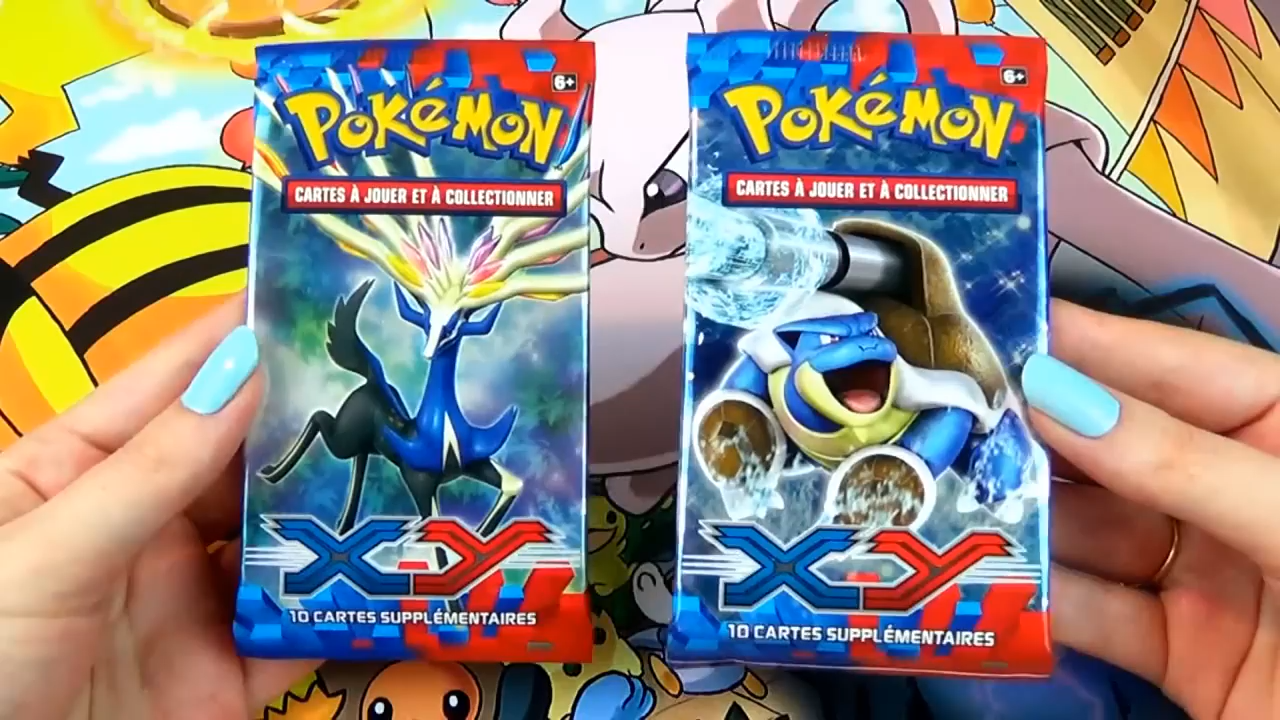 6+
Pokémon
CARTES À JOUER ET À COLLECTIONNER
XY
10 CARTES SUPPLÉMENTAIRES
6+
Pokémon
CARTES À JOUER ET À COLLECTIONNER
XY
10 CARTES SUPPLÉMENTAIRES